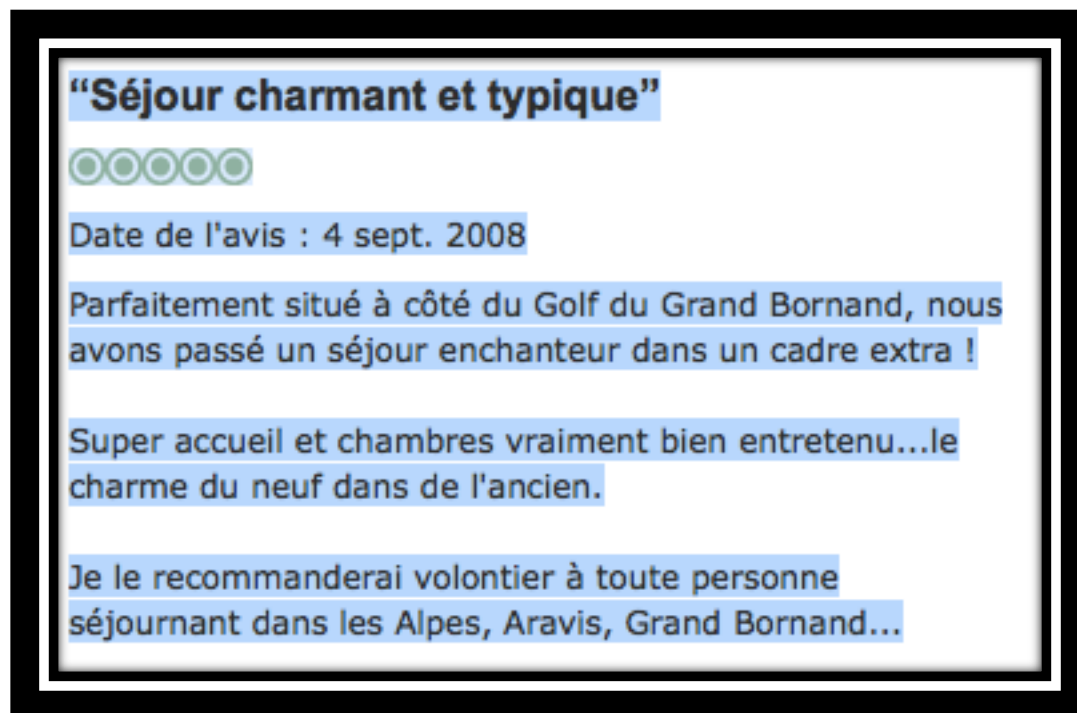 “Séjour charmant et typique”
Date de l'avis : 4 sept. 2008
Parfaitement situé à côté du Golf du Grand Bornand, nous
avons passé un séjour enchanteur dans un cadre extra !
Super accueil et chambres vraiment bien entretenu...le
charme du neuf dans de l'ancien.
Je le recommanderai volontier à toute personne
séjournant dans les Alpes, Aravis, Grand Bornand...